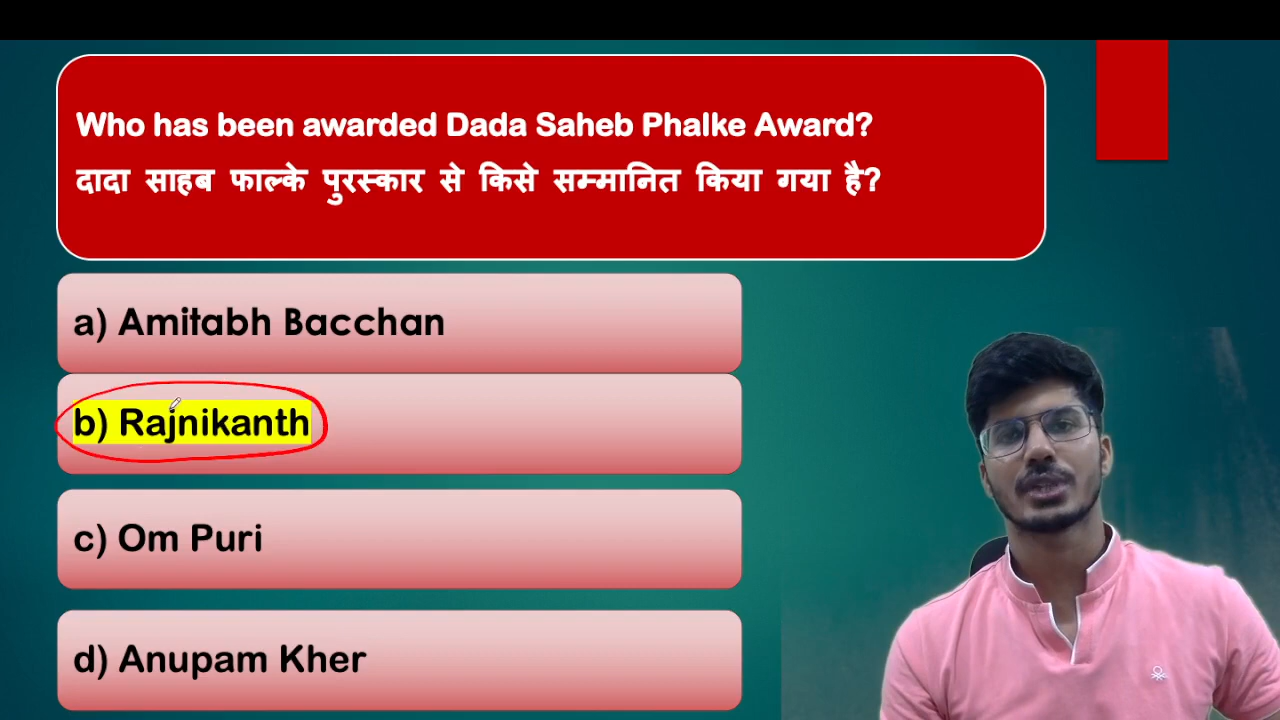 Who has been awarded Dada Saheb Phalke Award?
दादा साहब फाल्के पुरस्कार से किसे सम्मानित किया गया है?
a) Amitabh Bacchan
b) Rajnikanth
c) Om Puri
d) Anupam Kher